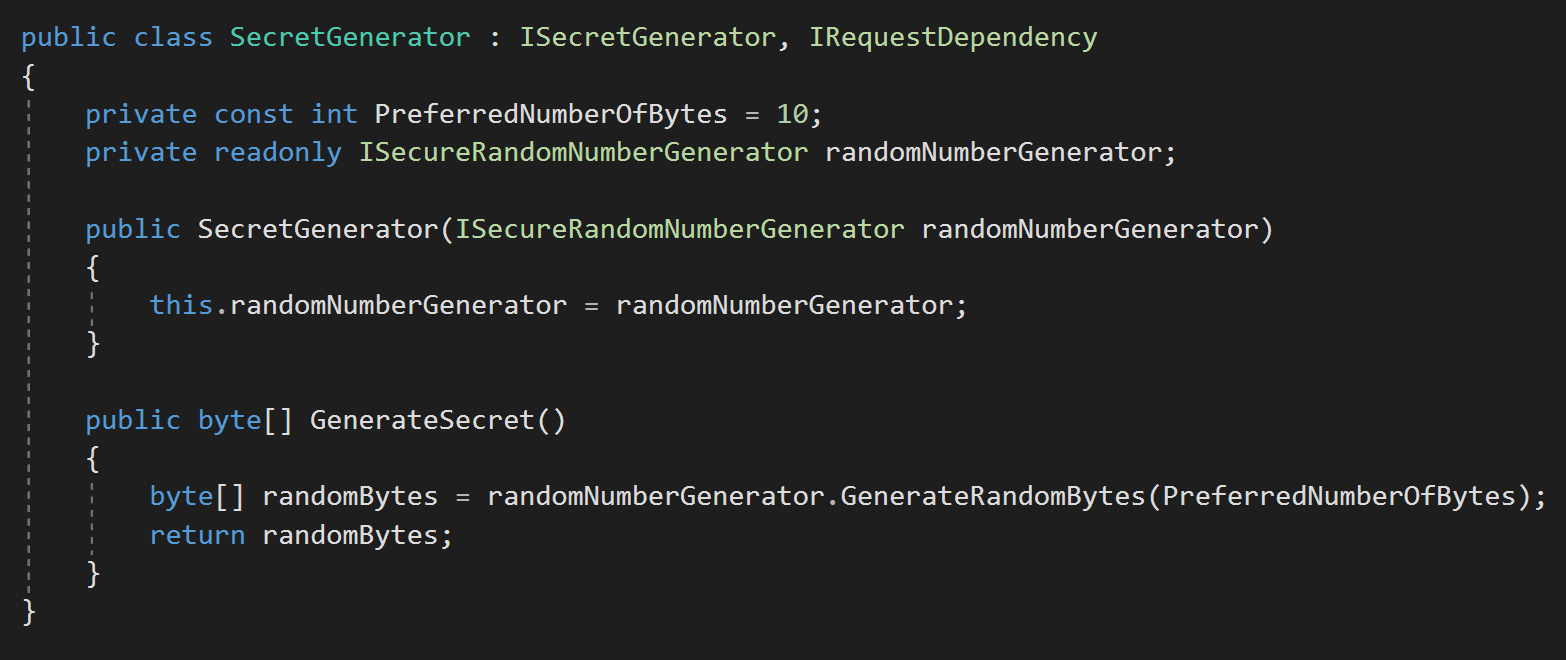 public class SecretGenerator : ISecretGenerator, IRequestDependency
{
    private const int PreferredNumberOfBytes = 10;
    private readonly ISecureRandomNumberGenerator randomNumberGenerator;

    public SecretGenerator(ISecureRandomNumberGenerator randomNumberGenerator)
    {
        this.randomNumberGenerator = randomNumberGenerator;
    }

    public byte[] GenerateSecret()
    {
        byte[] randomBytes = randomNumberGenerator.GenerateRandomBytes(PreferredNumberOfBytes);
        return randomBytes;
    }
}